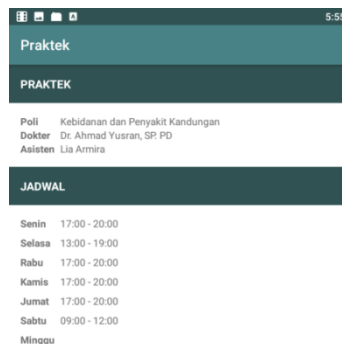 5:55
Praktek
PRAKTEK
Poli Kebidanan dan Penyakit Kandungan
Dokter Dr. Ahmad Yusran, SP. PD
Asisten Lia Armira
JADWAL
Senin 17:00 - 20:00
Selasa 13:00 - 19:00
Rabu 17:00 - 20:00
Kamis 17:00 - 20:00
Jumat 17:00 - 20:00
Sabtu 09:00 - 12:00
Minggu